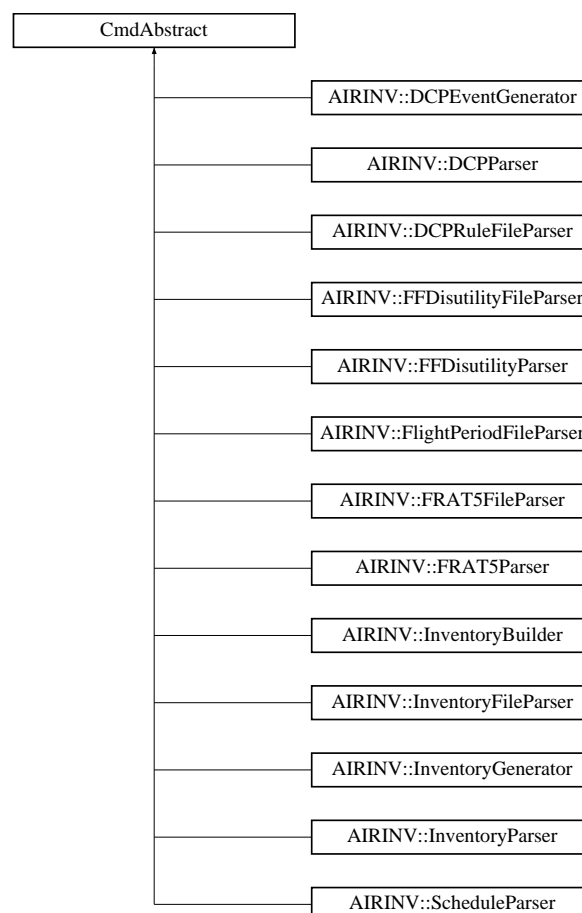 CmdAbstract
AIRINV::DCPEventGenerator
AIRINV::DCPParser
AIRINV::DCPRuleFileParser
AIRINV::FFDisutilityFileParser
AIRINV::FFDisutilityParser
AIRINV::FlightPeriodFileParser
AIRINV::FRAT5FileParser
AIRINV::FRAT5Parser
AIRINV::InventoryBuilder
AIRINV::InventoryFileParser
AIRINV::InventoryGenerator
AIRINV::InventoryParser
AIRINV::ScheduleParser